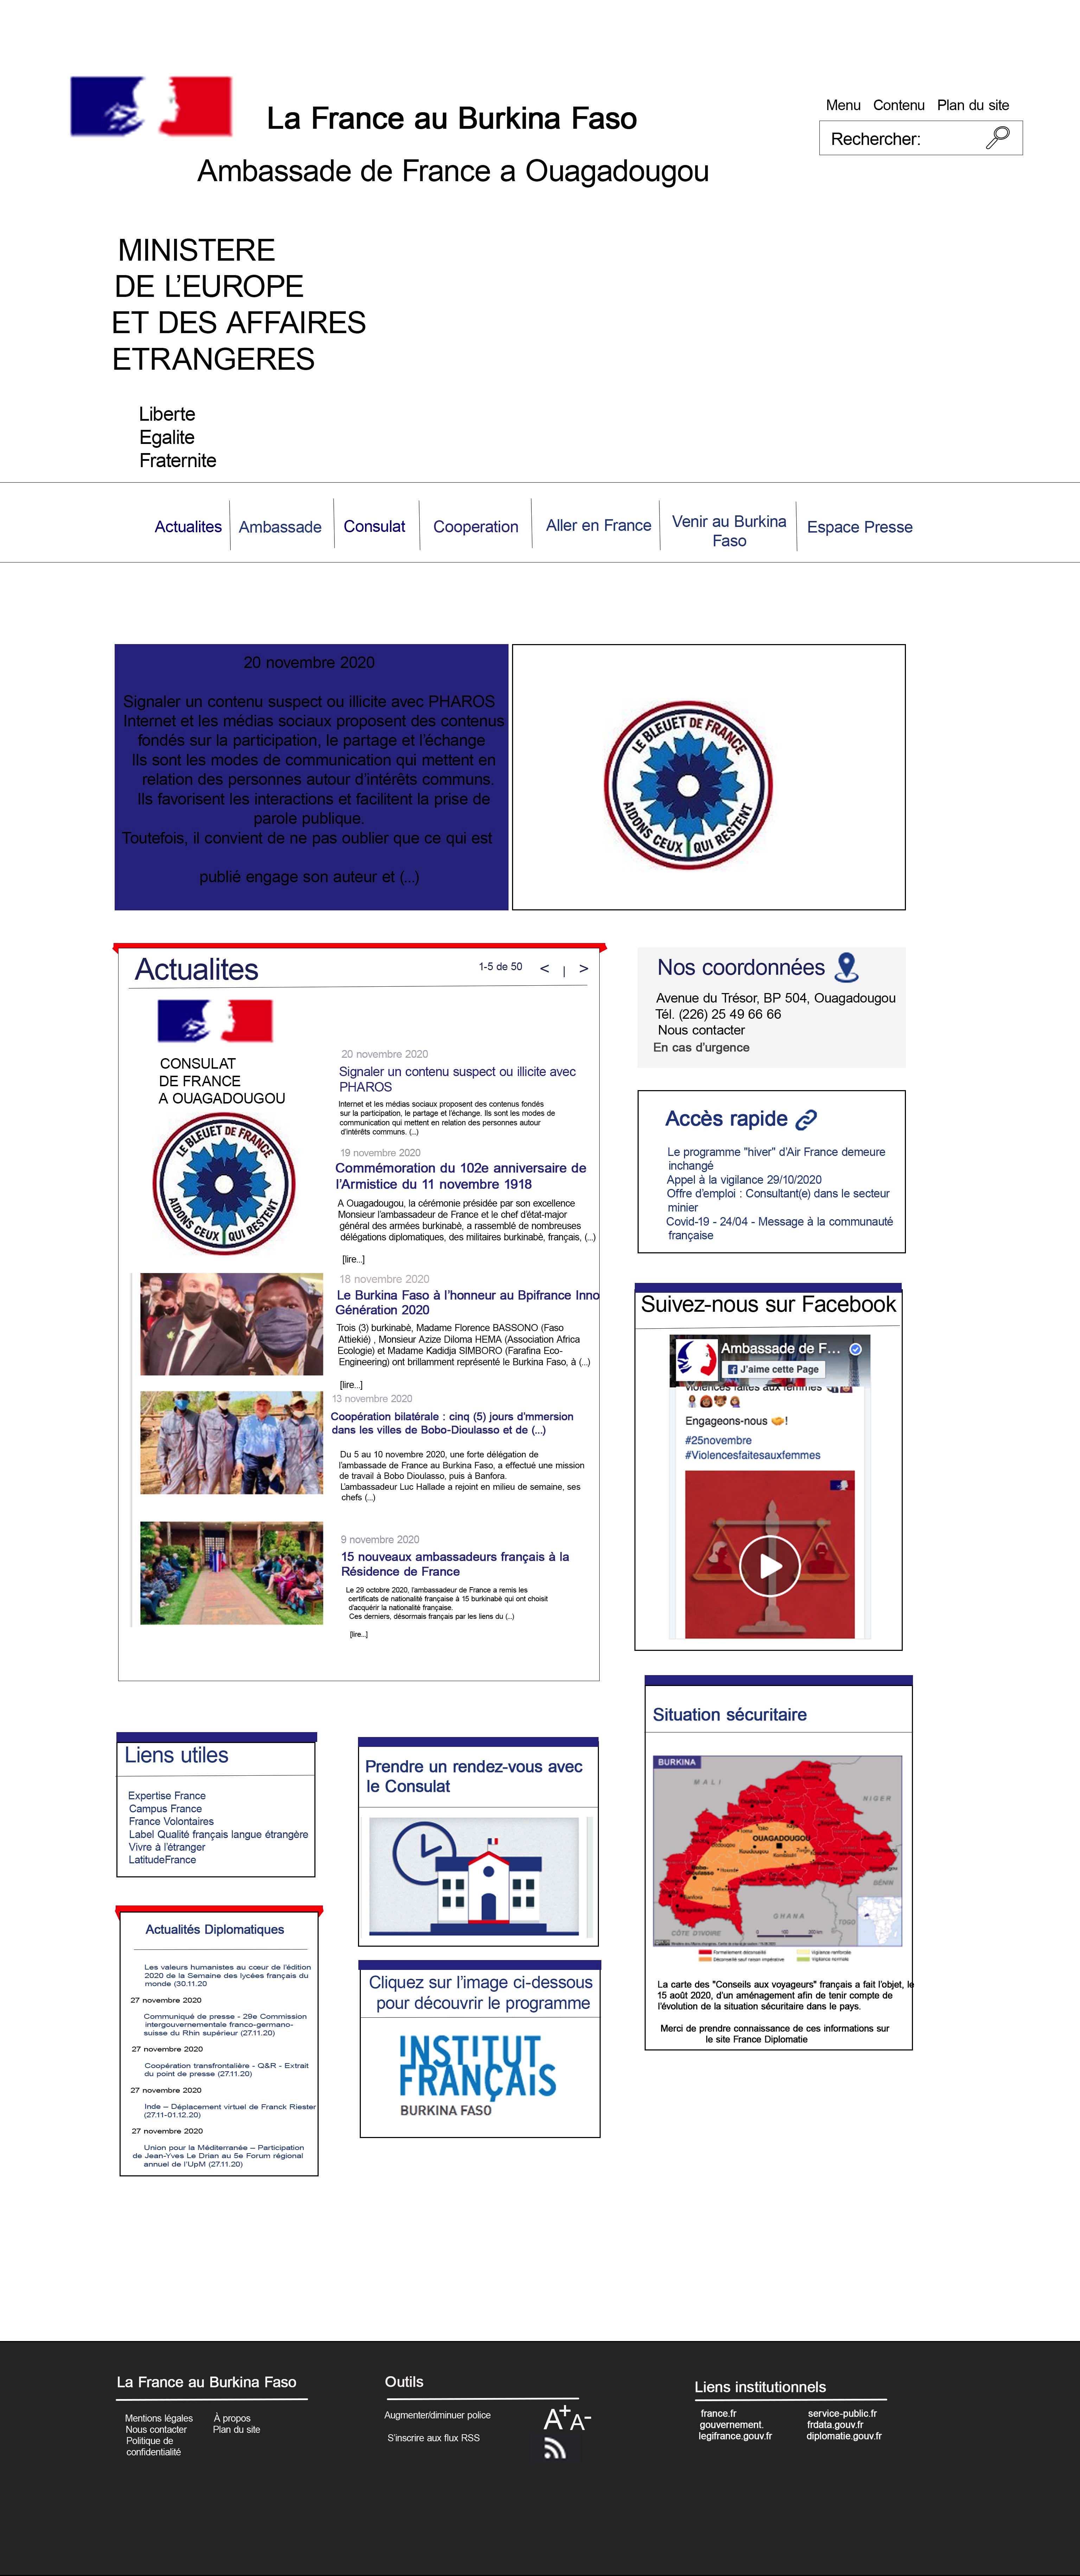 La France au Burkina Faso
Ambassade de France a Ouagadougou
Menu Contenu Plan du site
Rechercher:
MINISTERE
DE L'EUROPE
ET DES AFFAIRES
ETRANGERES
Liberte
Egalite
Fraternite
Actualites
Ambassade
Consulat
Cooperation
Aller en France
Venir au Burkina
Faso
Espace Presse
20 novembre 2020
Signaler un contenu suspect ou illicite avec PHAROS
Internet et les médias sociaux proposent des contenus
fondés sur la participation, le partage et l'échange
Ils sont les modes de communication qui mettent en
relation des personnes autour d'intérêts communs.
Ils favorisent les interactions et facilitent la prise de
parole publique.
Toutefois, il convient de ne pas oublier que ce qui est
publié engage son auteur et (...)
LE BLEUET DE FRANCE
AIDONS CEUX QUI RESTENT
Actualites
1-5 de 50 < | >
CONSULAT
DE FRANCE
A OUAGADOUGOU
LE BLEUET DE FRANCE
AIDONS CEUX QUI RESTENT
20 novembre 2020
Signaler un contenu suspect ou illicite avec
PHAROS
Internet et les médias sociaux proposent des contenus fondés
sur la participation, le partage et l'échange. Ils sont les modes de
communication qui mettent en relation des personnes autour
d'intérêts communs. (...)
19 novembre 2020
Commémoration du 102e anniversaire de
l'Armistice du 11 novembre 1918
A Ouagadougou, la cérémonie présidée par son excellence
Monsieur l'ambassadeur de France et le chef d'état-major
général des armées burkinabè, a rassemblé de nombreuses
délégations diplomatiques, des militaires burkinabè, français, (...)
[lire...]
18 novembre 2020
Le Burkina Faso à l'honneur au Bpifrance Inno
Génération 2020
Trois (3) burkinabè, Madame Florence BASSONO (Faso
Attiekié) , Monsieur Azize Diloma HEMA (Association Africa
Ecologie) et Madame Kadidja SIMBORO (Farafina Eco-
Engineering) ont brillamment représenté le Burkina Faso, à (...)
[lire...]
13 novembre 2020
Coopération bilatérale : cinq (5) jours d'mmersion
dans les villes de Bobo-Dioulasso et de (...)
Du 5 au 10 novembre 2020, une forte délégation de
l'ambassade de France au Burkina Faso, a effectué une mission
de travail à Bobo Dioulasso, puis à Banfora.
L'ambassadeur Luc Hallade a rejoint en milieu de semaine, ses
chefs (...)
9 novembre 2020
15 nouveaux ambassadeurs français à la
Résidence de France
Le 29 octobre 2020, l'ambassadeur de France a remis les
certificats de nationalité française à 15 burkinabé qui ont choisit
d'acquérir la nationalité française.
Ces derniers, désormais français par les liens du (...)
[lire...]
Nos coordonnées
Avenue du Trésor, BP 504, Ouagadougou
Tél. (226) 25 49 66 66
Nous contacter
En cas d'urgence
Accès rapide
Le programme "hiver" d'Air France demeure
inchangé
Appel à la vigilance 29/10/2020
Offre d'emploi : Consultant(e) dans le secteur
minier
Covid-19 - 24/04 - Message à la communauté
française
Suivez-nous sur Facebook
Ambassade de F...
J'aime cette Page
violences faites aux femmes
Engageons-nous !
#25novembre
#Violencesfaitesauxfemmes
Situation sécuritaire
BURKINA
MALI
NIGER
OUAGADOUGOU
BÉNIN
GHANA
TOGO
CÔTE D'IVOIRE
Formellement déconseillé
Vigilance renforcée
Déconseillé sauf raison impérative
Vigilance normale
La carte des "Conseils aux voyageurs" français a fait l'objet, le
15 août 2020, d'un aménagement afin de tenir compte de
l'évolution de la situation sécuritaire dans le pays.
Merci de prendre connaissance de ces informations sur
le site France Diplomatie
Liens utiles
Expertise France
Campus France
France Volontaires
Label Qualité français langue étrangère
Vivre à l'étranger
LatitudeFrance
Prendre un rendez-vous avec
le Consulat
Actualités Diplomatiques
Les valeurs humanistes au cœur de l'édition
2020 de la Semaine des lycées français du
monde (30.11.20
27 novembre 2020
Communiqué de presse - 29e Commission
intergouvernementale franco-germano-
suisse du Rhin supérieur (27.11.20)
27 novembre 2020
Coopération transfrontalière - Q&R - Extrait
du point de presse (27.11.20)
27 novembre 2020
Inde – Déplacement virtuel de Franck Riester
(27.11-01.12.20)
27 novembre 2020
Union pour la Méditerranée – Participation
de Jean-Yves Le Drian au 5e Forum régional
annuel de l'UpM (27.11.20)
Cliquez sur l'image ci-dessous
pour découvrir le programme
INSTITUT
FRANÇAIS
BURKINA FASO
La France au Burkina Faso
Mentions légales
Nous contacter
Politique de
confidentialité
À propos
Plan du site
Outils
Augmenter/diminuer police
A+ A-
S'inscrire aux flux RSS
Liens institutionnels
france.fr
gouvernement.
legifrance.gouv.fr
service-public.fr
frdata.gouv.fr
diplomatie.gouv.fr